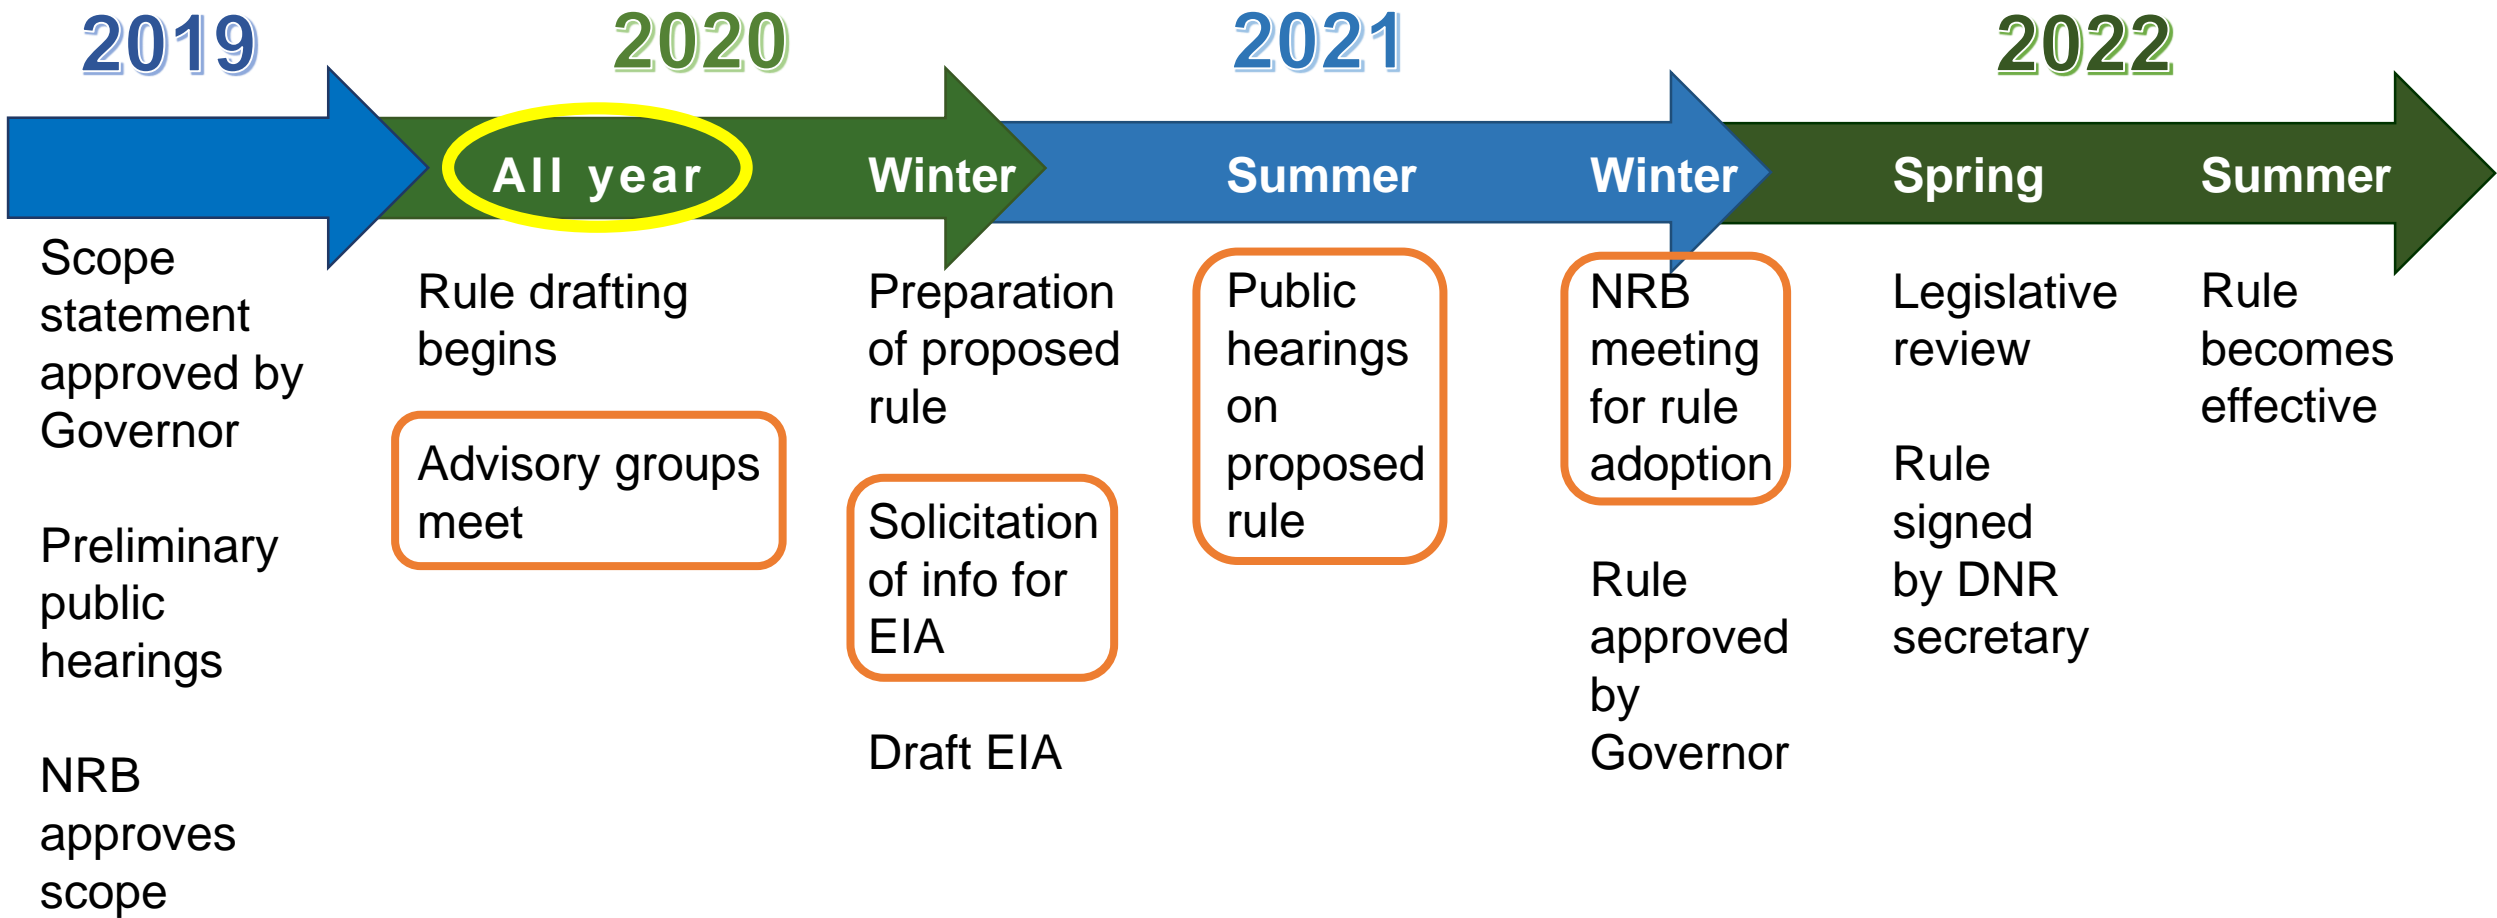 2019
2020
2021
2022
All year
Winter
Summer
Winter
Spring
Summer
Scope
statement
approved by
Governor
Preliminary
public
hearings
NRB
approves
scope
Rule drafting
begins
Advisory groups
meet
Preparation
of proposed
rule
Solicitation
of info for
EIA
Draft EIA
Public
hearings
on
proposed
rule
NRB
meeting
for rule
adoption
Rule
approved
by
Governor
Legislative
review
Rule
signed
by DNR
secretary
Rule
becomes
effective